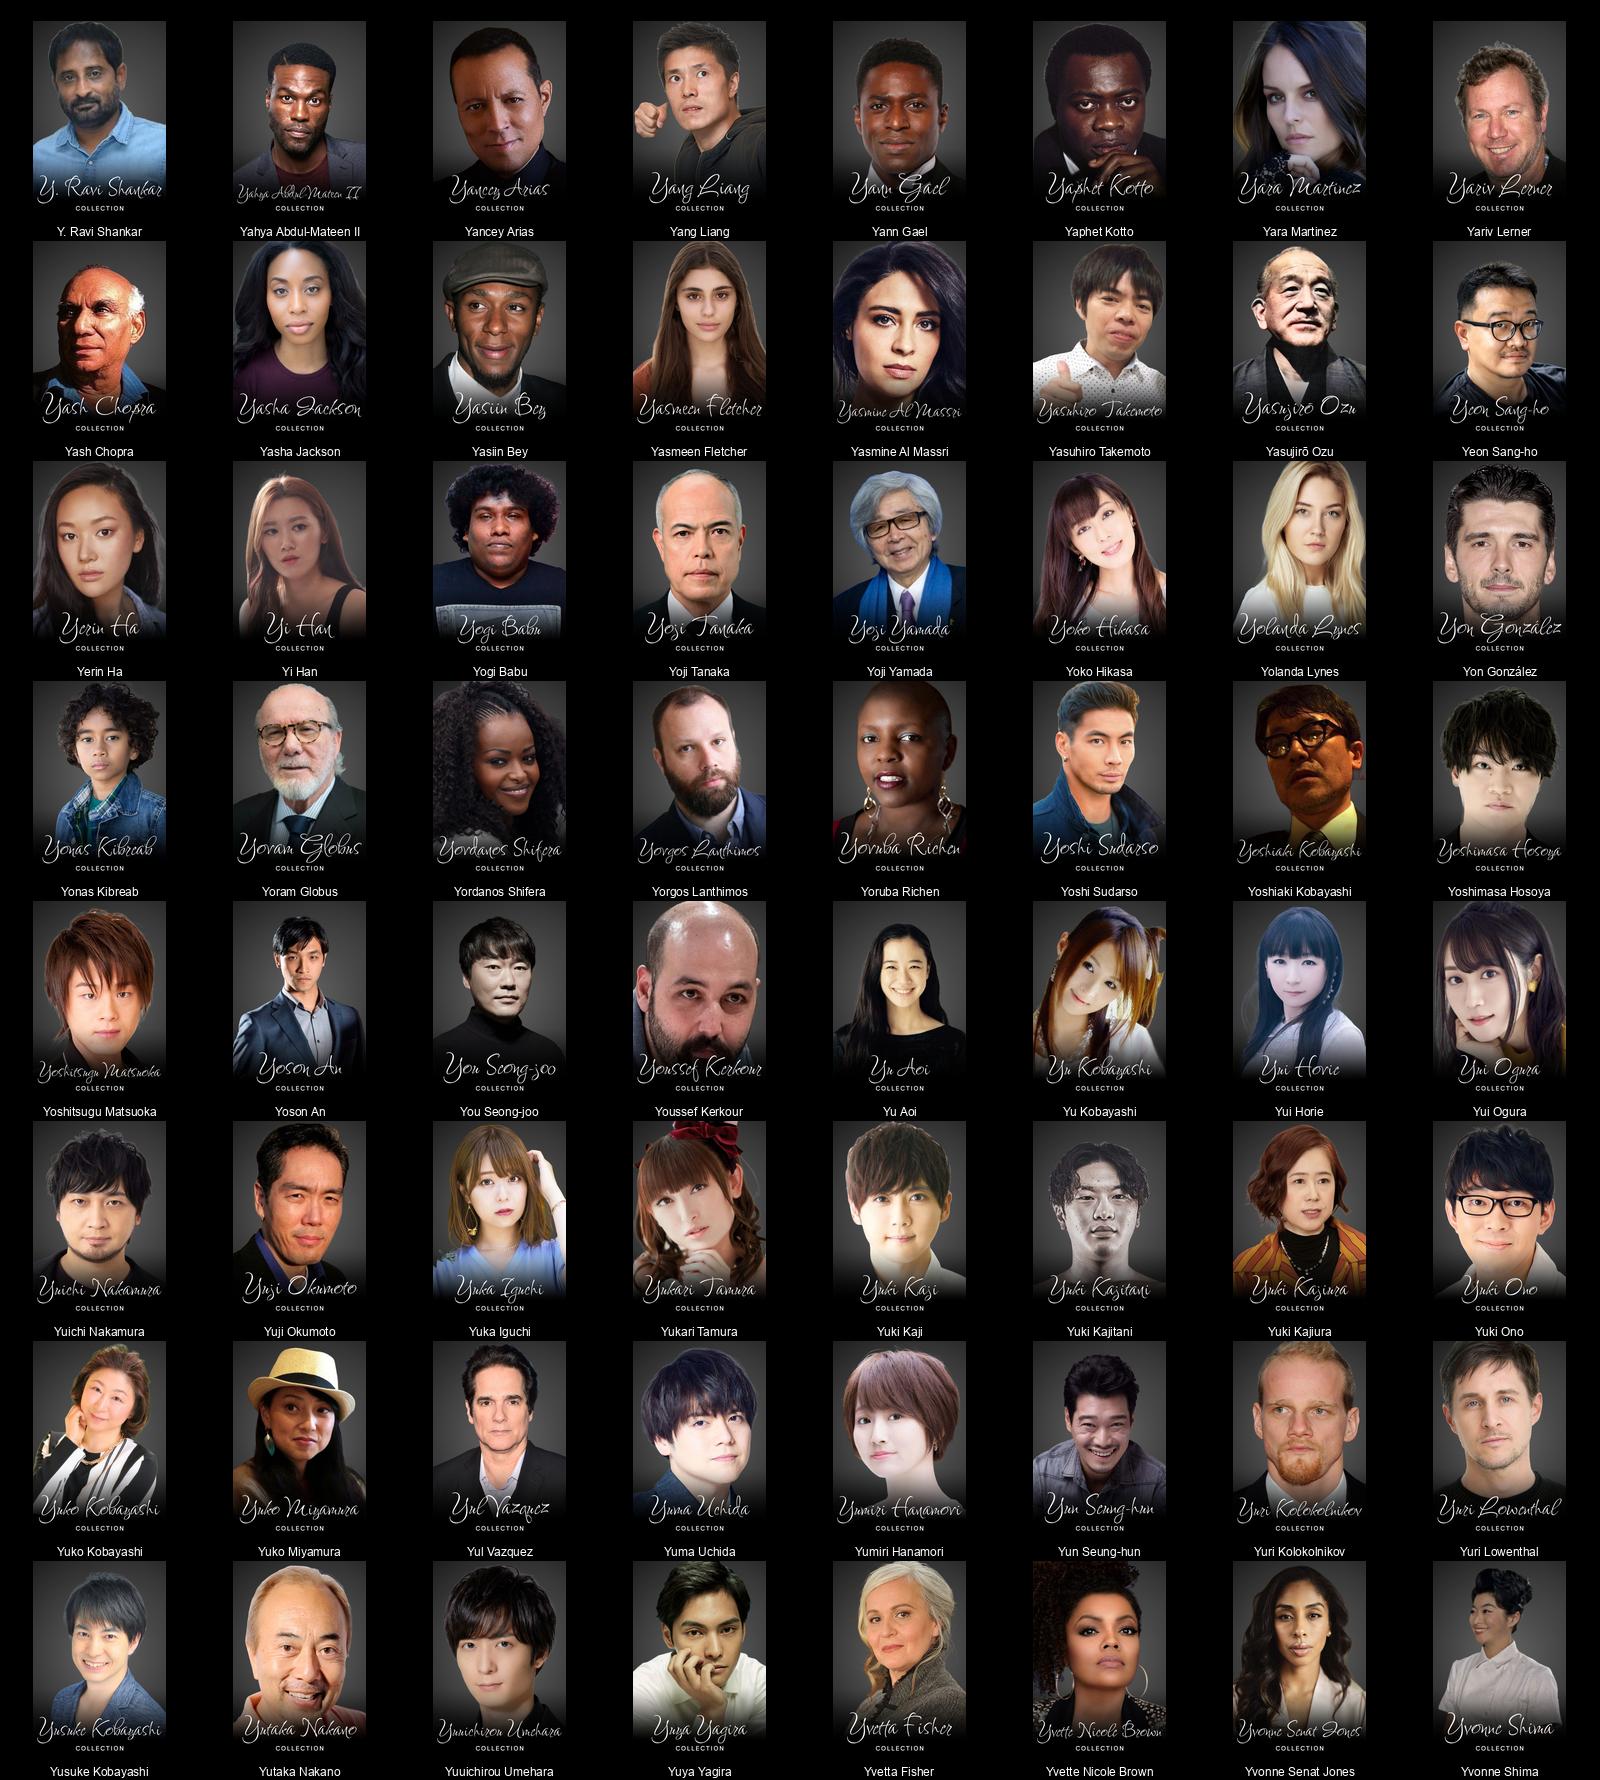 Y. Ravi Shankar Yahya Abdul-Mateen II Yancey Arias Yang Liang Yann Gael Yaphet Kotto Yara Martinez Yariv Lerner
COLLECTION COLLECTION COLLECTION COLLECTION COLLECTION COLLECTION COLLECTION COLLECTION
Y. Ravi Shankar Yahya Abdul-Mateen II Yancey Arias Yang Liang Yann Gael Yaphet Kotto Yara Martinez Yariv Lerner
Yash Chopra Yasha Jackson Yasiin Bey Yasmeen Fletcher Yasmine Al Massri Yasuhiro Takemoto Yasujirō Ozu Yeon Sang-ho
COLLECTION COLLECTION COLLECTION COLLECTION COLLECTION COLLECTION COLLECTION COLLECTION
Yash Chopra Yasha Jackson Yasiin Bey Yasmeen Fletcher Yasmine Al Massri Yasuhiro Takemoto Yasujirō Ozu Yeon Sang-ho
Yerin Ha Yi Han Yogi Babu Yoji Tanaka Yoji Yamada Yoko Hikasa Yolanda Lynes Yon González
COLLECTION COLLECTION COLLECTION COLLECTION COLLECTION COLLECTION COLLECTION COLLECTION
Yerin Ha Yi Han Yogi Babu Yoji Tanaka Yoji Yamada Yoko Hikasa Yolanda Lynes Yon González
Yonas Kibreab Yoram Globus Yordanos Shifera Yorgos Lanthimos Yoruba Richen Yoshi Sudarso Yoshiaki Kobayashi Yoshimasa Hosoya
COLLECTION COLLECTION COLLECTION COLLECTION COLLECTION COLLECTION COLLECTION COLLECTION
Yonas Kibreab Yoram Globus Yordanos Shifera Yorgos Lanthimos Yoruba Richen Yoshi Sudarso Yoshiaki Kobayashi Yoshimasa Hosoya
Yoshitsugu Matsuoka Yoson An You Seong-joo Youssef Kerkour Yu Aoi Yu Kobayashi Yui Horie Yui Ogura
COLLECTION COLLECTION COLLECTION COLLECTION COLLECTION COLLECTION COLLECTION COLLECTION
Yoshitsugu Matsuoka Yoson An You Seong-joo Youssef Kerkour Yu Aoi Yu Kobayashi Yui Horie Yui Ogura
Yuichi Nakamura Yuji Okumoto Yuka Iguchi Yukari Tamura Yuki Kaji Yuki Kajitani Yuki Kajiura Yuki Ono
COLLECTION COLLECTION COLLECTION COLLECTION COLLECTION COLLECTION COLLECTION COLLECTION
Yuichi Nakamura Yuji Okumoto Yuka Iguchi Yukari Tamura Yuki Kaji Yuki Kajitani Yuki Kajiura Yuki Ono
Yuko Kobayashi Yuko Miyamura Yul Vazquez Yuma Uchida Yumiri Hanamori Yun Seung-hun Yuri Kolokolnikov Yuri Lowenthal
COLLECTION COLLECTION COLLECTION COLLECTION COLLECTION COLLECTION COLLECTION COLLECTION
Yuko Kobayashi Yuko Miyamura Yul Vazquez Yuma Uchida Yumiri Hanamori Yun Seung-hun Yuri Kolokolnikov Yuri Lowenthal
Yusuke Kobayashi Yutaka Nakano Yuuichirou Umehara Yuya Yagira Yvetta Fisher Yvette Nicole Brown Yvonne Senat Jones Yvonne Shima
COLLECTION COLLECTION COLLECTION COLLECTION COLLECTION COLLECTION COLLECTION COLLECTION
Yusuke Kobayashi Yutaka Nakano Yuuichirou Umehara Yuya Yagira Yvetta Fisher Yvette Nicole Brown Yvonne Senat Jones Yvonne Shima